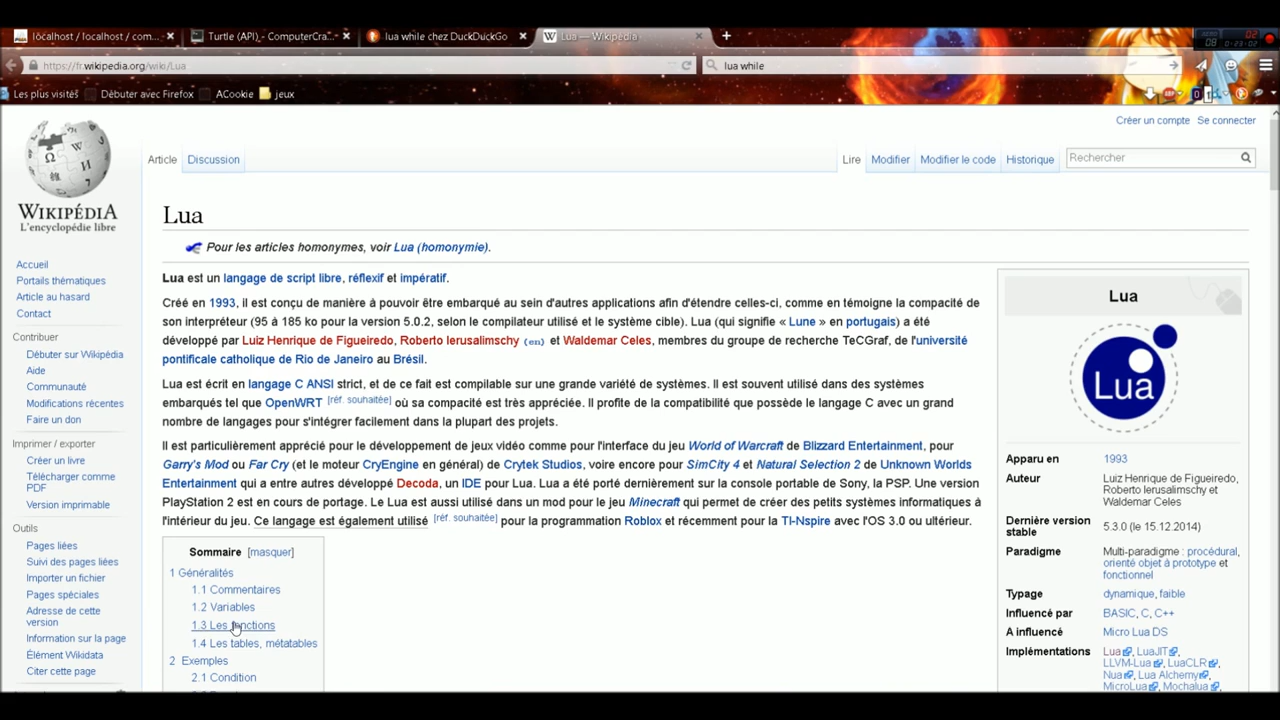 localhost / localhost / com...
Turtle (API) - ComputerCra...
lua while chez DuckDuckGo
Lua — Wikipédia
https://fr.wikipedia.org/wiki/Lua
lua while
Les plus visités
Débuter avec Firefox
ACookie
jeux
Créer un compte Se connecter
Article Discussion
Lire Modifier Modifier le code Historique
Rechercher
WIKIPÉDIA
L'encyclopédie libre
Accueil
Portails thématiques
Article au hasard
Contact
Contribuer
Débuter sur Wikipédia
Aide
Communauté
Modifications récentes
Faire un don
Imprimer / exporter
Créer un livre
Télécharger comme
PDF
Version imprimable
Outils
Pages liées
Suivi des pages liées
Importer un fichier
Pages spéciales
Adresse de cette
version
Information sur la page
Élément Wikidata
Citer cette page
Lua
Pour les articles homonymes, voir Lua (homonymie).
Lua est un langage de script libre, réflexif et impératif.
Créé en 1993, il est conçu de manière à pouvoir être embarqué au sein d'autres applications afin d'étendre celles-ci, comme en témoigne la compacité de
son interpréteur (95 à 185 ko pour la version 5.0.2, selon le compilateur utilisé et le système cible). Lua (qui signifie « Lune » en portugais) a été
développé par Luiz Henrique de Figueiredo, Roberto Ierusalimschy (en) et Waldemar Celes, membres du groupe de recherche TeCGraf, de l'université
pontificale catholique de Rio de Janeiro au Brésil.
Lua est écrit en langage C ANSI strict, et de ce fait est compilable sur une grande variété de systèmes. Il est souvent utilisé dans des systèmes
embarqués tel que OpenWRT [réf. souhaitée] où sa compacité est très appréciée. Il profite de la compatibilité que possède le langage C avec un grand
nombre de langages pour s'intégrer facilement dans la plupart des projets.
Il est particulièrement apprécié pour le développement de jeux vidéo comme pour l'interface du jeu World of Warcraft de Blizzard Entertainment, pour
Garry's Mod ou Far Cry (et le moteur CryEngine en général) de Crytek Studios, voire encore pour SimCity 4 et Natural Selection 2 de Unknown Worlds
Entertainment qui a entre autres développé Decoda, un IDE pour Lua. Lua a été porté dernièrement sur la console portable de Sony, la PSP. Une version
PlayStation 2 est en cours de portage. Le Lua est aussi utilisé dans un mod pour le jeu Minecraft qui permet de créer des petits systèmes informatiques à
l'intérieur du jeu. Ce langage est également utilisé [réf. souhaitée] pour la programmation Roblox et récemment pour la TI-Nspire avec l'OS 3.0 ou ultérieur.
Sommaire [masquer]
1 Généralités
1.1 Commentaires
1.2 Variables
1.3 Les fonctions
1.4 Les tables, métatables
2 Exemples
2.1 Condition
Lua
Lua
Apparu en 1993
Auteur Luiz Henrique de Figueiredo,
Roberto Ierusalimschy et
Waldemar Celes
Dernière version
stable 5.3.0 (le 15.12.2014)
Paradigme Multi-paradigme : procédural,
orienté objet à prototype et
fonctionnel
Typage dynamique, faible
Influencé par BASIC, C, C++
A influencé Micro Lua DS
Implémentations Lua, LuaJIT,
LLVM-Lua, LuaCLR,
Nua, Lua Alchemy,
MicroLua, Mochalua,